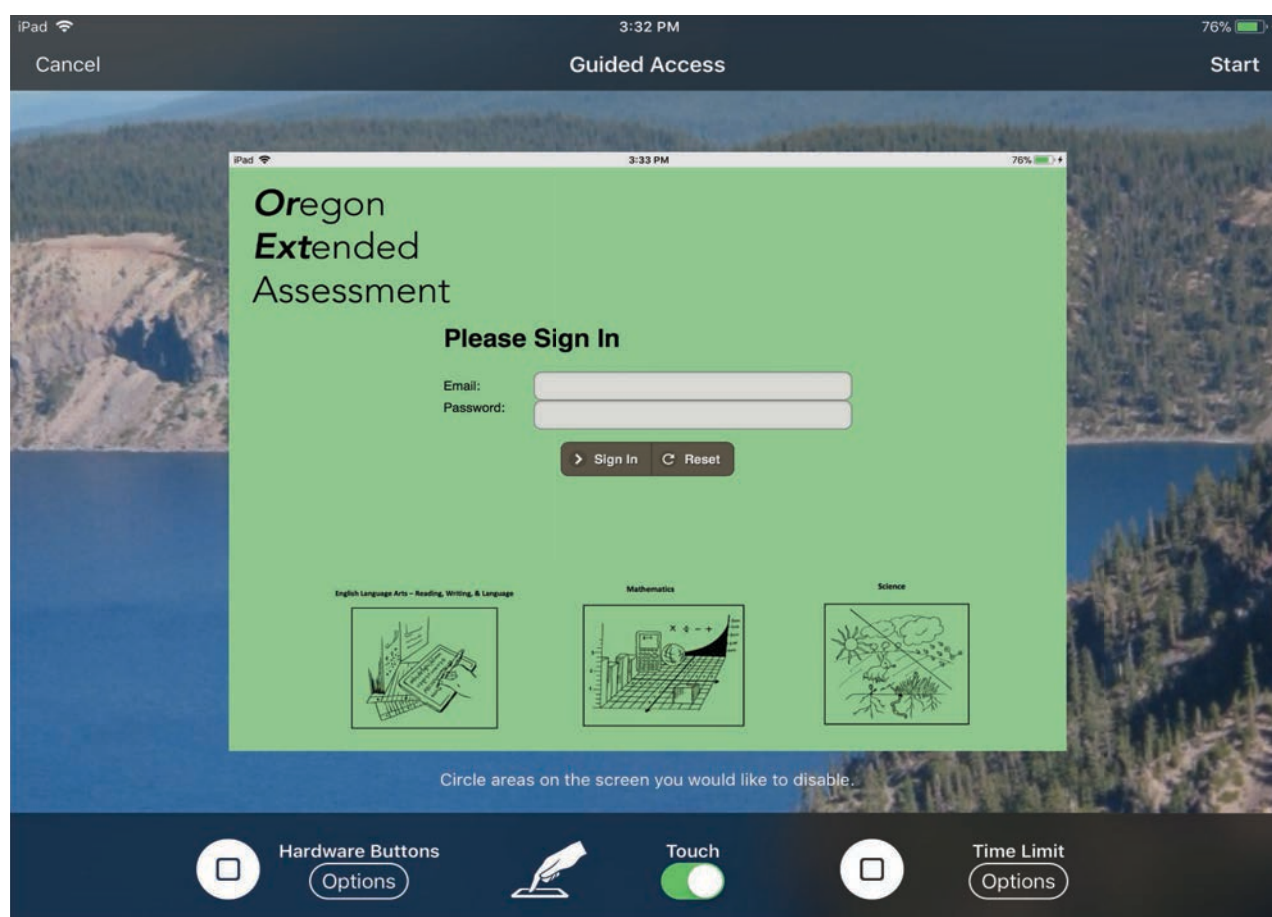 iPad 3:32 PM 76%
Cancel Guided Access Start
iPad 3:33 PM 76%
Oregon
Extended
Assessment
Please Sign In
Email:
Password:
Sign In Reset
English Language Arts – Reading, Writing, & Language Mathematics Science
× ÷ - +
Circle areas on the screen you would like to disable.
Hardware Buttons Touch Time Limit
Options Options